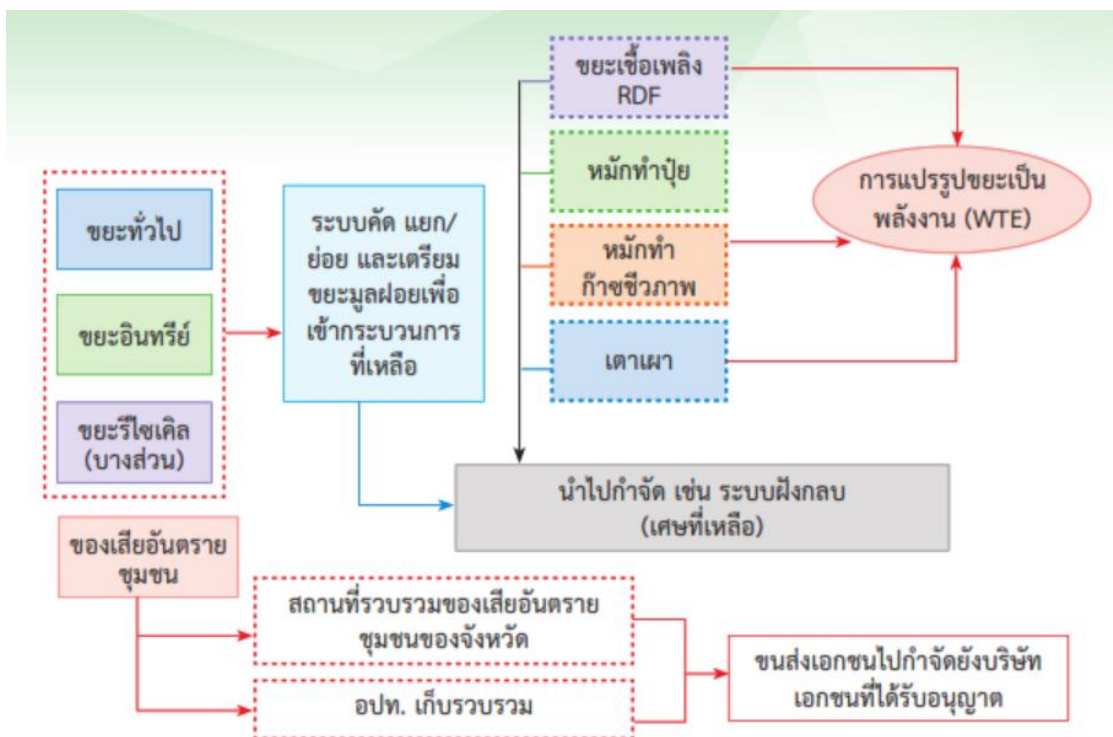 ขยะทั่วไป
ขยะอินทรีย์
ขยะรีไซเคิล
(บางส่วน)
ระบบคัด แยก/
ย่อย และเตรียม
ขยะมูลฝอยเพื่อ
เข้ากระบวนการ
ที่เหลือ
ขยะเชื้อเพลิง
RDF
หมักทำปุ๋ย
หมักทำ
ก๊าซชีวภาพ
เตาเผา
การแปรรูปขยะเป็น
พลังงาน (WTE)
นำไปกำจัด เช่น ระบบฝังกลบ
(เศษที่เหลือ)
ของเสียอันตราย
ชุมชน
สถานที่รวบรวมของเสียอันตราย
ชุมชนของจังหวัด
อปท. เก็บรวบรวม
ขนส่งเอกชนไปกำจัดยังบริษัท
เอกชนที่ได้รับอนุญาต